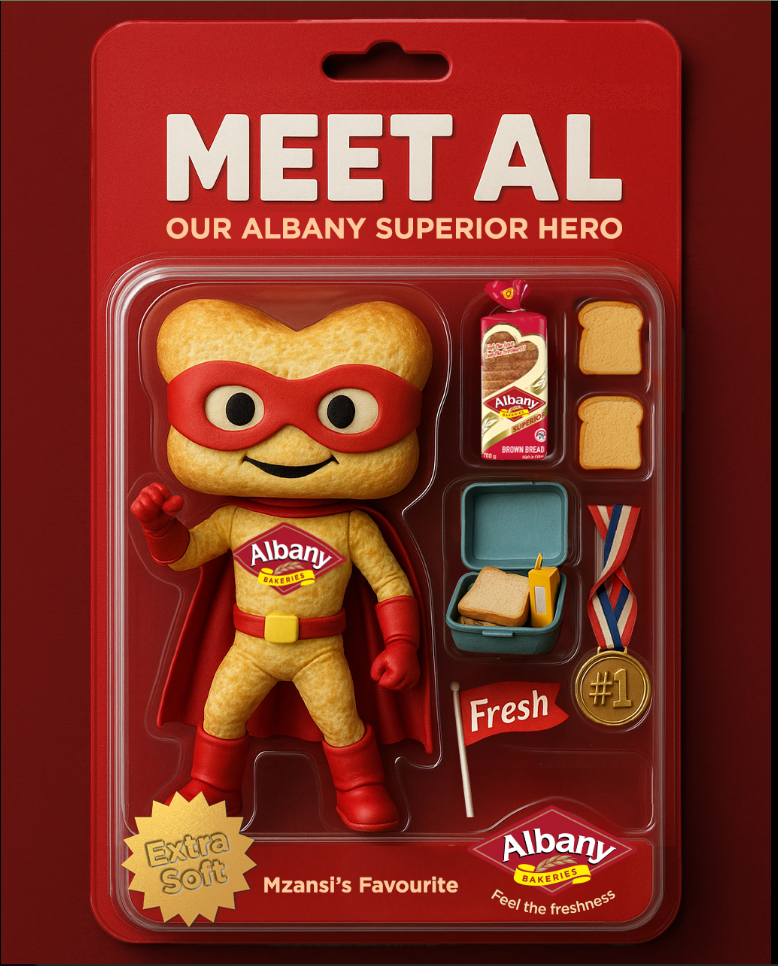 MEET AL
OUR ALBANY SUPERIOR HERO
Albany
SUPERIOR
BROWN BREAD
700 g
Albany
BAKERIES
#1
Fresh
Extra
Soft
Mzansi's Favourite
Albany
BAKERIES
Feel the freshness